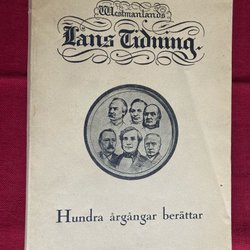 Westmanlands
Läns Tidning.
Hundra årgångar berättar